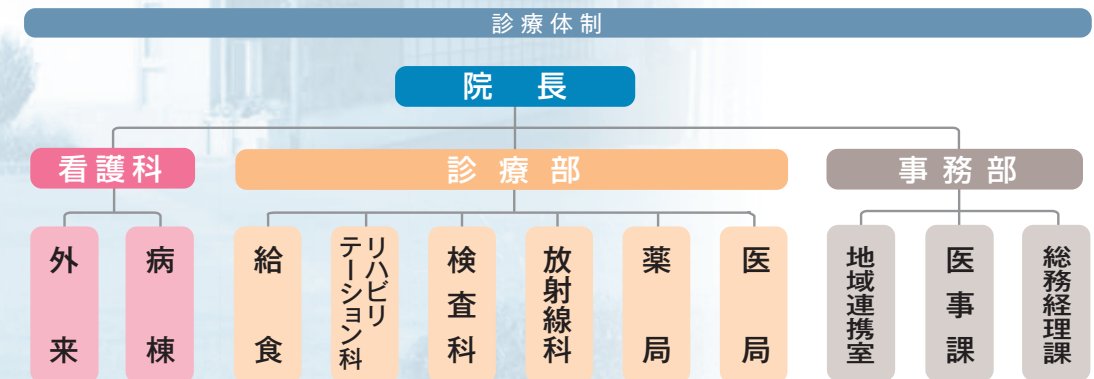 診療体制
院長
看護科
診療部
事務部
外来
病棟
給食
リハビリ
テーション科
検査科
放射線科
薬局
医局
地域連携室
医事課
総務経理課